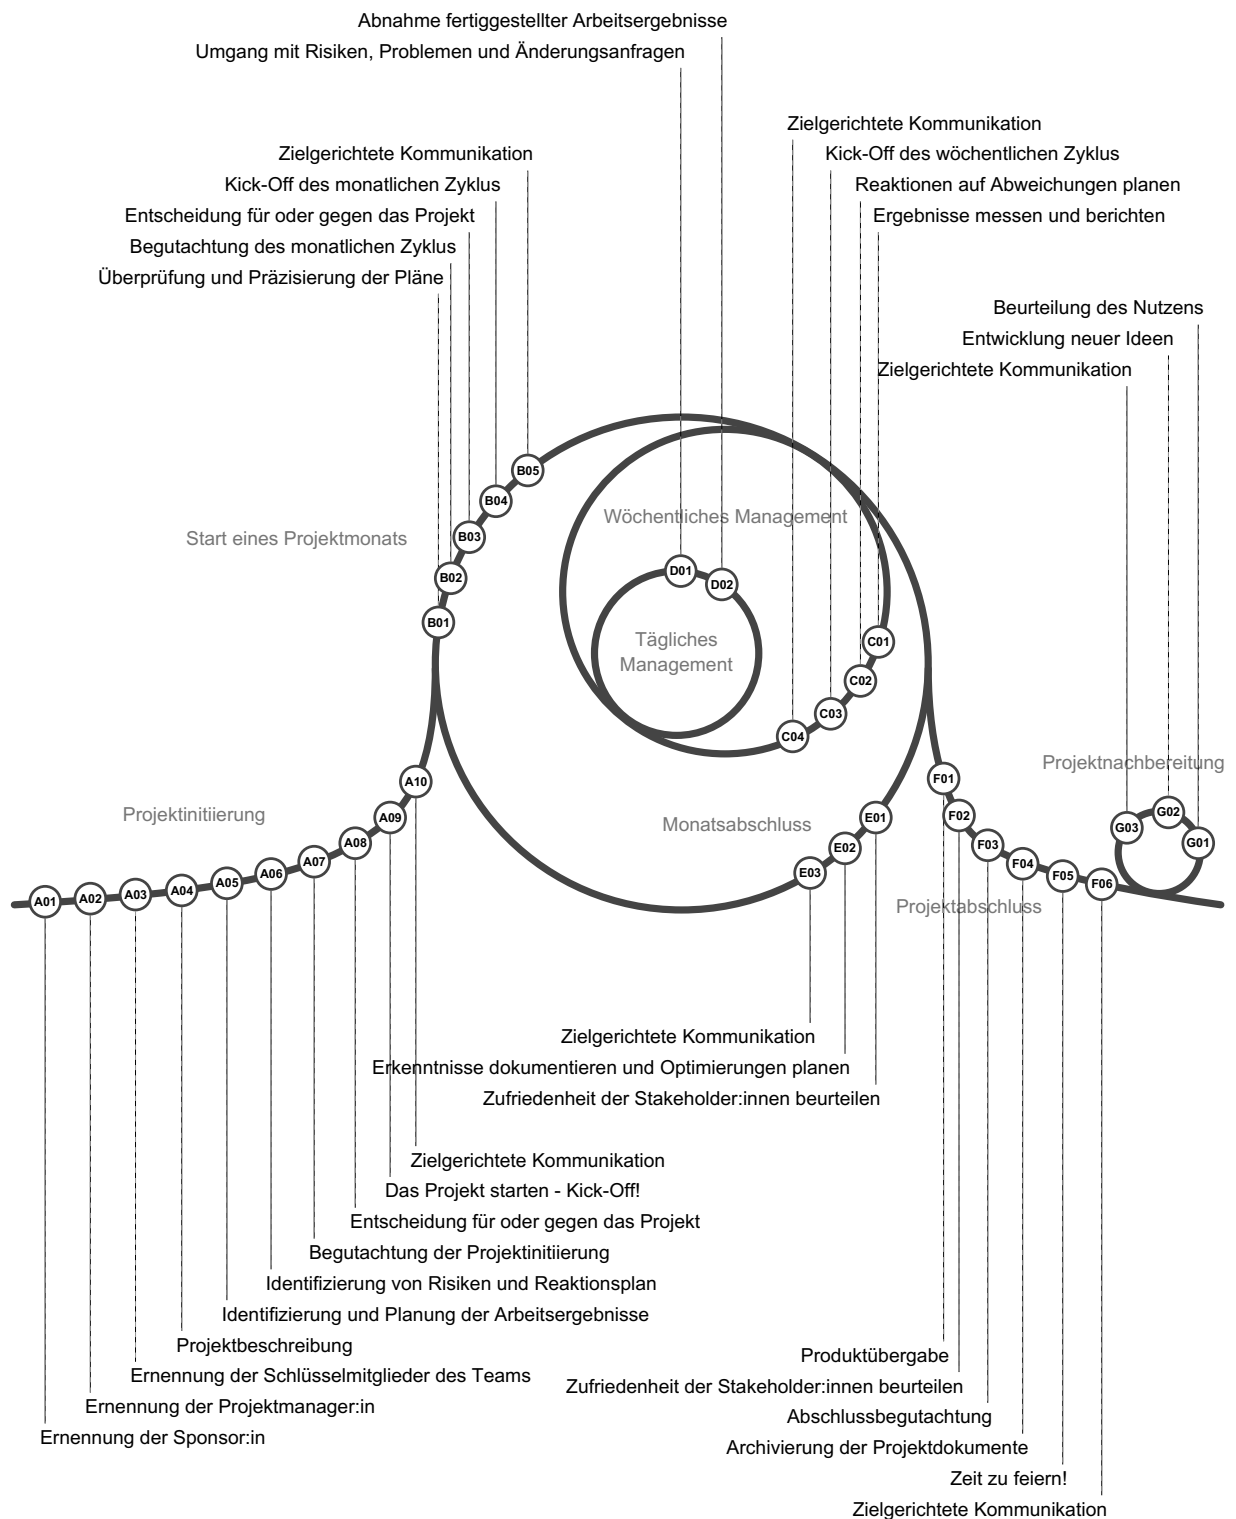 Abnahme fertiggestellter Arbeitsergebnisse
Umgang mit Risiken, Problemen und Änderungsanfragen
Zielgerichtete Kommunikation
Kick-Off des wöchentlichen Zyklus
Reaktionen auf Abweichungen planen
Ergebnisse messen und berichten
Zielgerichtete Kommunikation
Kick-Off des monatlichen Zyklus
Entscheidung für oder gegen das Projekt
Begutachtung des monatlichen Zyklus
Überprüfung und Präzisierung der Pläne
Beurteilung des Nutzens
Entwicklung neuer Ideen
Zielgerichtete Kommunikation
B05
B04
B03
B02
B01
Start eines Projektmonats
Wöchentliches Management
D01
D02
Tägliches
Management
C01
C02
C03
C04
Projektinitiierung
A10
A09
A08
A07
A06
A05
A04
A03
A02
A01
Monatsabschluss
E01
E02
E03
F01
F02
F03
F04
F05
F06
Projektabschluss
Projektnachbereitung
G03
G02
G01
Zielgerichtete Kommunikation
Erkenntnisse dokumentieren und Optimierungen planen
Zufriedenheit der Stakeholder:innen beurteilen
Zielgerichtete Kommunikation
Das Projekt starten - Kick-Off!
Entscheidung für oder gegen das Projekt
Begutachtung der Projektinitiierung
Identifizierung von Risiken und Reaktionsplan
Identifizierung und Planung der Arbeitsergebnisse
Projektbeschreibung
Ernennung der Schlüsselmitglieder des Teams
Ernennung der Projektmanager:in
Ernennung der Sponsor:in
Produktübergabe
Zufriedenheit der Stakeholder:innen beurteilen
Abschlussbegutachtung
Archivierung der Projektdokumente
Zeit zu feiern!
Zielgerichtete Kommunikation